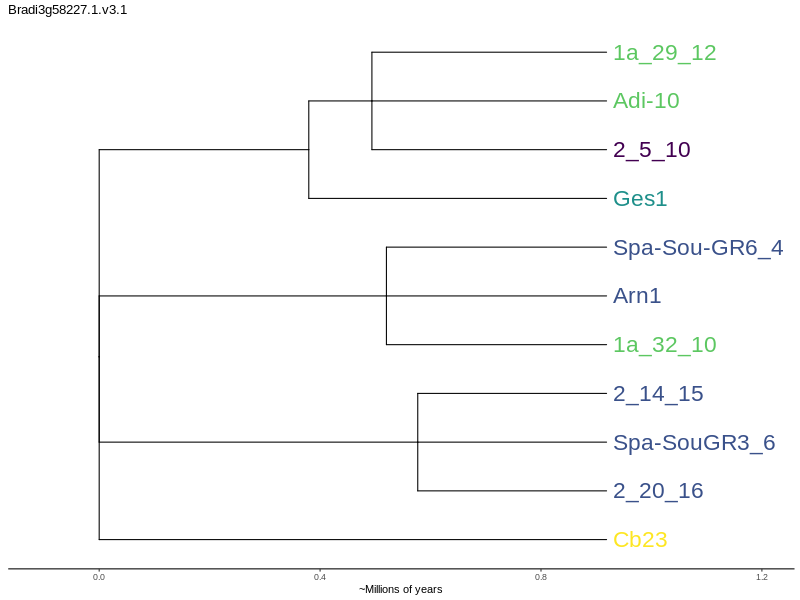 Bradi3g58227.1.v3.1
1a_29_12
Adi-10
2_5_10
Ges1
Spa-Sou-GR6_4
Arn1
1a_32_10
2_14_15
Spa-SouGR3_6
2_20_16
Cb23
0.0 0.4 0.8 1.2
~Millions of years